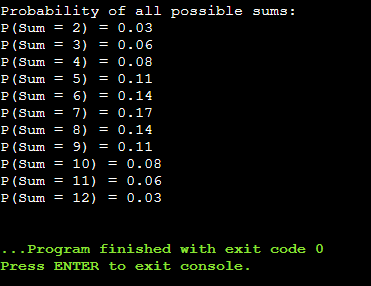 Probability of all possible sums:
P(Sum = 2) = 0.03
P(Sum = 3) = 0.06
P(Sum = 4) = 0.08
P(Sum = 5) = 0.11
P(Sum = 6) = 0.14
P(Sum = 7) = 0.17
P(Sum = 8) = 0.14
P(Sum = 9) = 0.11
P(Sum = 10) = 0.08
P(Sum = 11) = 0.06
P(Sum = 12) = 0.03
...Program finished with exit code 0
Press ENTER to exit console.